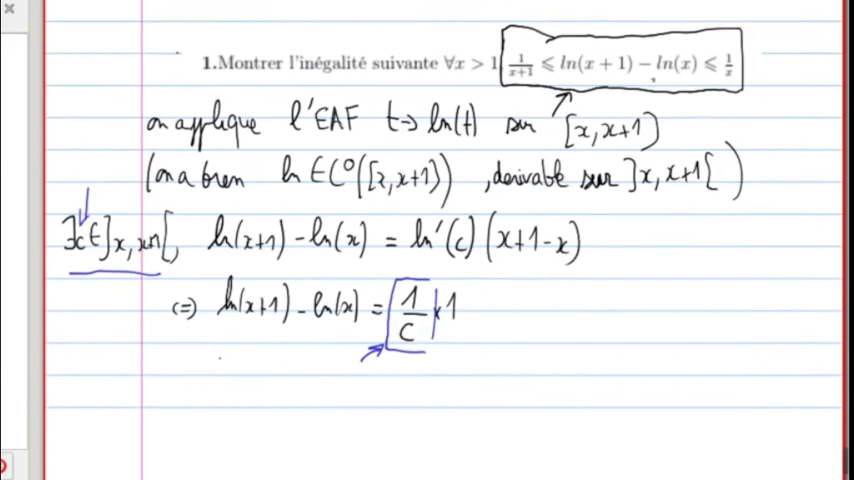 1.Montrer l'inégalité suivante ∀x > 1 1/(x+1) ⩽ ln(x + 1) − ln(x) ⩽ 1/x
on applique l'EAF t→ ln(t) sur [x, x+1]
(on a bien ln ∈ C⁰([x, x+1]) , derivable sur ]x, x+1[ )
∃c∈]x, x+1[, ln(x+1) - ln(x) = ln'(c) (x+1-x)
⇔ ln(x+1) - ln(x) = 1/c × 1